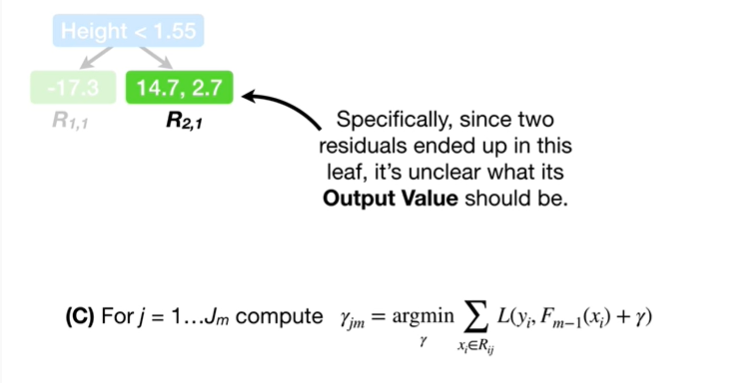 Height < 1.55
-17.3
14.7, 2.7
R1,1
R2,1
Specifically, since two
residuals ended up in this
leaf, it's unclear what its
Output Value should be.
(C) For j = 1…Jm compute γjm = argmin ∑ L(yi, Fm−1(xi) + γ)
γ xi∈Rij